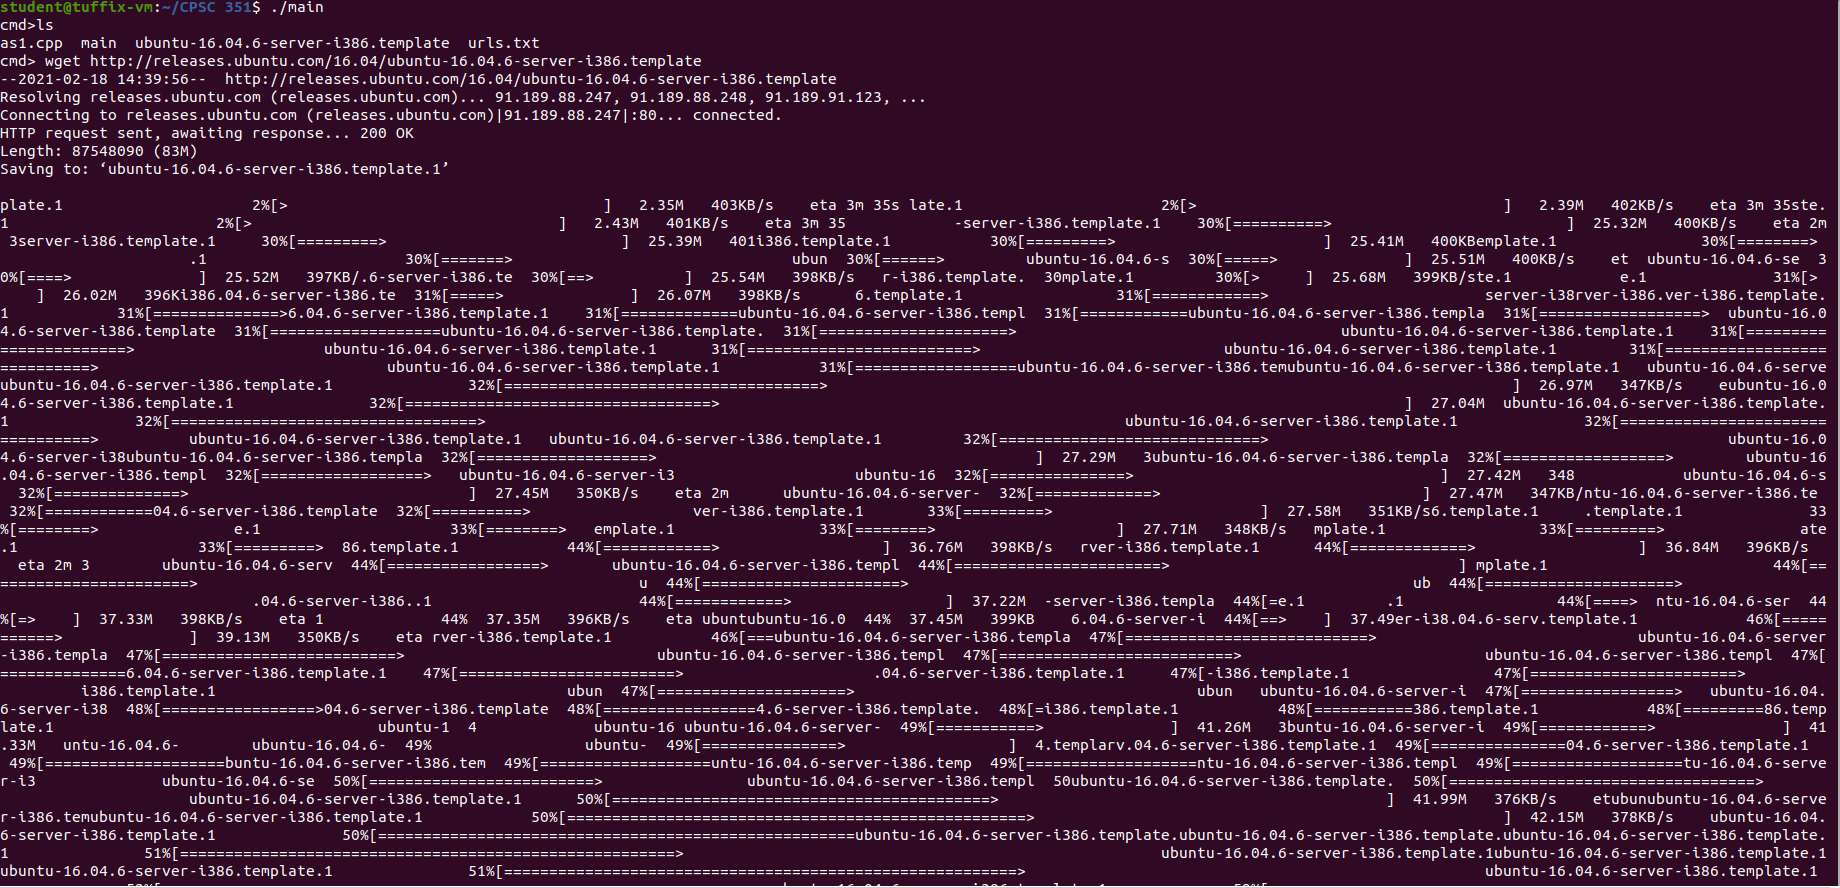 student@tuffix-vm:~/CPSC 351$ ./main
cmd>ls
as1.cpp  main  ubuntu-16.04.6-server-i386.template  urls.txt
cmd> wget http://releases.ubuntu.com/16.04/ubuntu-16.04.6-server-i386.template
--2021-02-18 14:39:56--  http://releases.ubuntu.com/16.04/ubuntu-16.04.6-server-i386.template
Resolving releases.ubuntu.com (releases.ubuntu.com)... 91.189.88.247, 91.189.88.248, 91.189.91.123, ...
Connecting to releases.ubuntu.com (releases.ubuntu.com)|91.189.88.247|:80... connected.
HTTP request sent, awaiting response... 200 OK
Length: 87548090 (83M)
Saving to: ‘ubuntu-16.04.6-server-i386.template.1’
plate.1 2%[> ] 2.35M 403KB/s eta 3m 35s late.1 2%[> ] 2.39M 402KB/s eta 3m 35ste.
1 2%[> ] 2.43M 401KB/s eta 3m 35 -server-i386.template.1 30%[==========> ] 25.32M 400KB/s eta 2m
3server-i386.template.1 30%[=========> ] 25.39M 401i386.template.1 30%[=========> ] 25.41M 400KBemplate.1 30%[========>
.1 30%[=======> ubun 30%[======> ubuntu-16.04.6-s 30%[=====> ] 25.51M 400KB/s et ubuntu-16.04.6-se 3
0%[====> ] 25.52M 397KB/.6-server-i386.te 30%[==> ] 25.54M 398KB/s r-i386.template. 30mplate.1 30%[> ] 25.68M 399KB/ste.1 e.1 31%[>
] 26.02M 396Ki386.04.6-server-i386.te 31%[=====> ] 26.07M 398KB/s 6.template.1 31%[============> server-i38rver-i386.ver-i386.template.
1 31%[==============>6.04.6-server-i386.template.1 31%[=============ubuntu-16.04.6-server-i386.templ 31%[============ubuntu-16.04.6-server-i386.templa 31%[==================> ubuntu-16.0
4.6-server-i386.template 31%[===================ubuntu-16.04.6-server-i386.template. 31%[=====================> ubuntu-16.04.6-server-i386.template.1 31%[==========
==============> ubuntu-16.04.6-server-i386.template.1 31%[=========================> ubuntu-16.04.6-server-i386.template.1 31%[==================
==========> ubuntu-16.04.6-server-i386.template.1 31%[==================ubuntu-16.04.6-server-i386.temubuntu-16.04.6-server-i386.template.1 ubuntu-16.04.6-serve
ubuntu-16.04.6-server-i386.template.1 32%[===================================> ] 26.97M 347KB/s eubuntu-16.0
4.6-server-i386.template.1 32%[==================================> ] 27.04M ubuntu-16.04.6-server-i386.template.
1 32%[==================================> ubuntu-16.04.6-server-i386.template.1 32%[=======================
==========> ubuntu-16.04.6-server-i386.template.1 ubuntu-16.04.6-server-i386.template.1 32%[=============================> ubuntu-16.0
4.6-server-i38ubuntu-16.04.6-server-i386.templa 32%[===================> ] 27.29M 3ubuntu-16.04.6-server-i386.templa 32%[==================> ubuntu-16
.04.6-server-i386.templ 32%[================> ubuntu-16.04.6-server-i3 ubuntu-16 32%[===============> ] 27.42M 348 ubuntu-16.04.6-s
32%[==============> ] 27.45M 350KB/s eta 2m ubuntu-16.04.6-server- 32%[=============> ] 27.47M 347KB/ntu-16.04.6-server-i386.te
32%[============04.6-server-i386.template 32%[==========> ver-i386.template.1 33%[==========> ] 27.58M 351KB/s6.template.1 .template.1 33
%[========> e.1 33%[========> emplate.1 33%[========> ] 27.71M 348KB/s mplate.1 33%[=========> ate
.1 33%[=========> 86.template.1 44%[============> ] 36.76M 398KB/s rver-i386.template.1 44%[=============> ] 36.84M 396KB/s
eta 2m 3 ubuntu-16.04.6-serv 44%[=================> ubuntu-16.04.6-server-i386.templ 44%[=======================> ] mplate.1 44%[==
=====================> u 44%[======================> ub 44%[=====================>
.04.6-server-i386..1 44%[============> ] 37.22M -server-i386.templa 44%[=e.1 .1 44%[====> ntu-16.04.6-ser 44
%[=> ] 37.33M 398KB/s eta 1 44% 37.35M 396KB/s eta ubuntubuntu-16.0 44% 37.45M 399KB 6.04.6-server-i 44%[==> ] 37.49er-i38.04.6-serv.template.1 46%[=====
======> ] 39.13M 350KB/s eta rver-i386.template.1 46%[===ubuntu-16.04.6-server-i386.templa 47%[===========================> ubuntu-16.04.6-server
-i386.templa 47%[==========================> ubuntu-16.04.6-server-i386.templ 47%[==========================> ubuntu-16.04.6-server-i386.templ 47%[
==============6.04.6-server-i386.template.1 47%[========================> .04.6-server-i386.template.1 47%[-i386.template.1 47%[=======================>
i386.template.1 ubun 47%[====================> ubun ubuntu-16.04.6-server-i 47%[=================> ubuntu-16.04.
6-server-i38 48%[=================>04.6-server-i386.template 48%[=================4.6-server-i386.template. 48%[=i386.template.1 48%[===========386.template.1 48%[=========86.temp
late.1 ubuntu-1 4 ubuntu-16 ubuntu-16.04.6-server- 49%[===========> ] 41.26M 3buntu-16.04.6-server-i 49%[============> ] 41
.33M untu-16.04.6- ubuntu-16.04.6- 49% ubuntu- 49%[===============> ] 4.templarv.04.6-server-i386.template.1 49%[===============04.6-server-i386.template.1
49%[====================buntu-16.04.6-server-i386.tem 49%[===================untu-16.04.6-server-i386.temp 49%[===================ntu-16.04.6-server-i386.templ 49%[===================tu-16.04.6-serve
r-i3 ubuntu-16.04.6-se 50%[=========================> ubuntu-16.04.6-server-i386.templ 50ubuntu-16.04.6-server-i386.template. 50%[==================================>
ubuntu-16.04.6-server-i386.template.1 50%[==========================================> ] 41.99M 376KB/s etubunubuntu-16.04.6-serve
r-i386.temubuntu-16.04.6-server-i386.template.1 50%[===================================================> ] 42.15M 378KB/s ubuntu-16.04.
6-server-i386.template.1 50%[=====================================================ubuntu-16.04.6-server-i386.template.ubuntu-16.04.6-server-i386.template.ubuntu-16.04.6-server-i386.template.
1 51%[=======================================================> ubuntu-16.04.6-server-i386.template.1ubuntu-16.04.6-server-i386.template.1
ubuntu-16.04.6-server-i386.template.1 51%[=========================================================> ubuntu-16.04.6-server-i386.template.1